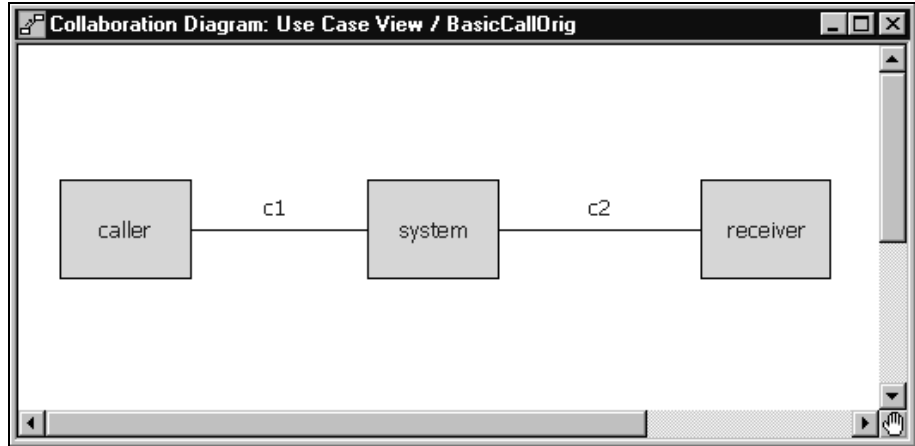 Collaboration Diagram: Use Case View / BasicCallOrig
c1
c2
caller
system
receiver